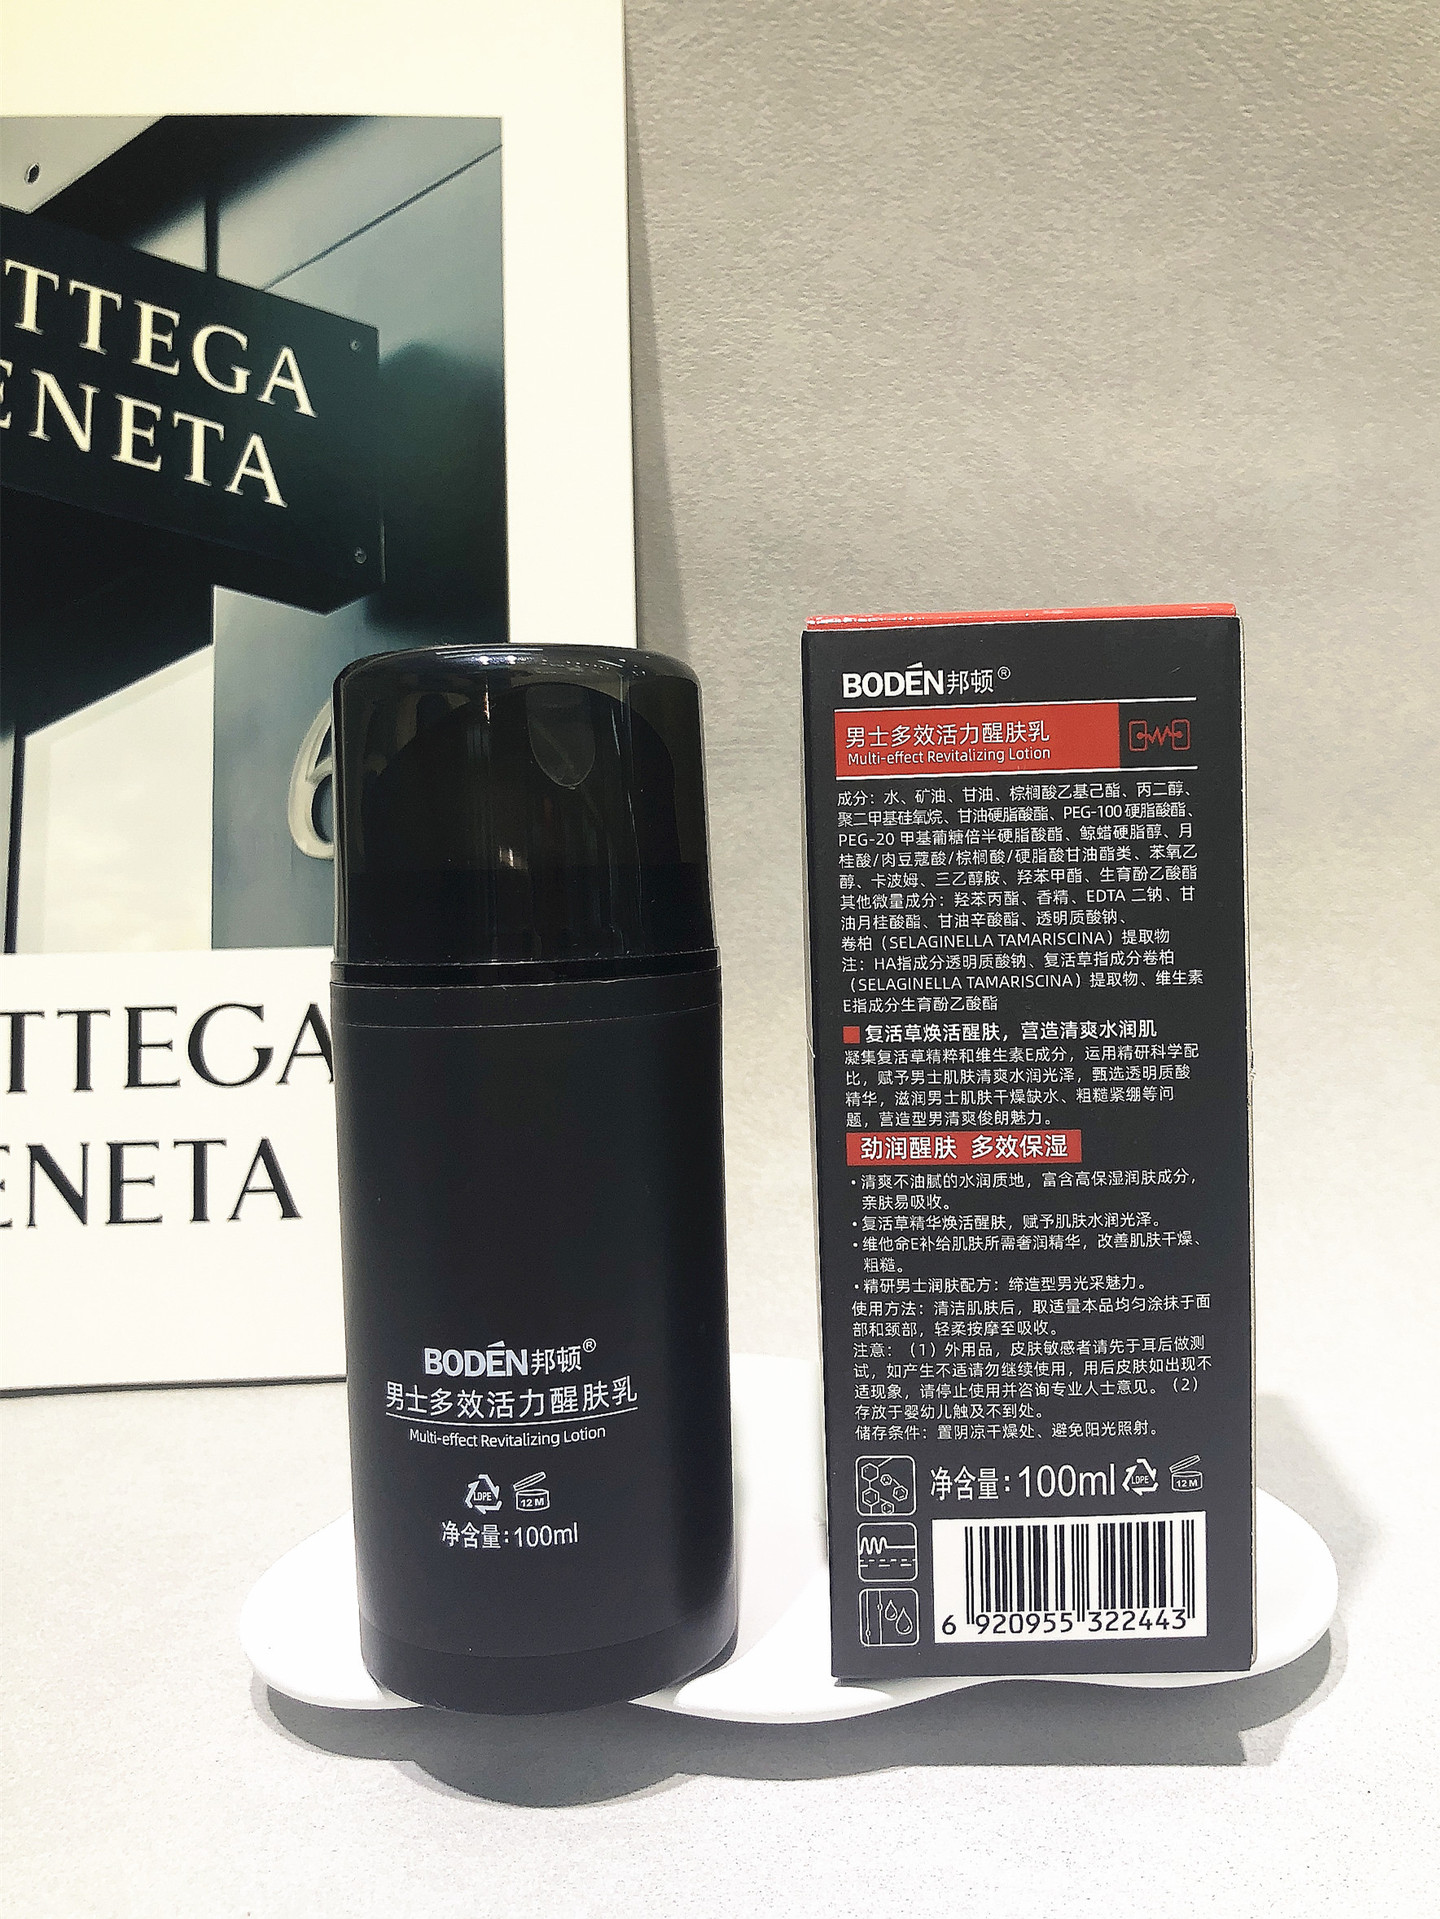 TTEGA
ENETA
6
TTEGA
ENETA
BODÉN邦顿®
男士多效活力醒肤乳
Multi-effect Revitalizing Lotion
LDPE
12 M
净含量:100ml
BODÉN邦顿®
男士多效活力醒肤乳
Multi-effect Revitalizing Lotion
成分：水、矿油、甘油、棕榈酸乙基己酯、丙二醇、
聚二甲基硅氧烷、甘油硬脂酸酯、PEG-100 硬脂酸酯、
PEG-20 甲基葡糖倍半硬脂酸酯、鲸蜡硬脂醇、月
桂酸/肉豆蔻酸/棕榈酸/硬脂酸甘油酯类、苯氧乙
醇、卡波姆、三乙醇胺、羟苯甲酯、生育酚乙酸酯
其他微量成分：羟苯丙酯、香精、EDTA 二钠、甘
油月桂酸酯、甘油辛酸酯、透明质酸钠、
卷柏（SELAGINELLA TAMARISCINA）提取物
注：HA指成分透明质酸钠、复活草指成分卷柏
（SELAGINELLA TAMARISCINA）提取物、维生素
E指成分生育酚乙酸酯
复活草焕活醒肤，营造清爽水润肌
凝集复活草精粹和维生素E成分，运用精研科学配
比，赋予男士肌肤清爽水润光泽，甄选透明质酸
精华，滋润男士肌肤干燥缺水、粗糙紧绷等问
题，营造型男清爽俊朗魅力。
劲润醒肤 多效保湿
·清爽不油腻的水润质地，富含高保湿润肤成分，
亲肤易吸收。
·复活草精华焕活醒肤，赋予肌肤水润光泽。
·维他命E补给肌肤所需奢润精华，改善肌肤干燥、
粗糙。
·精研男士润肤配方：缔造型男光采魅力。
使用方法：清洁肌肤后，取适量本品均匀涂抹于面
部和颈部，轻柔按摩至吸收。
注意：（1）外用品，皮肤敏感者请先于耳后做测
试，如产生不适请勿继续使用，用后皮肤如出现不
适现象，请停止使用并咨询专业人士意见。（2）
存放于婴幼儿触及不到处。
储存条件：置阴凉干燥处、避免阳光照射。
净含量:100ml
LDPE
12 M
6 920955 322443